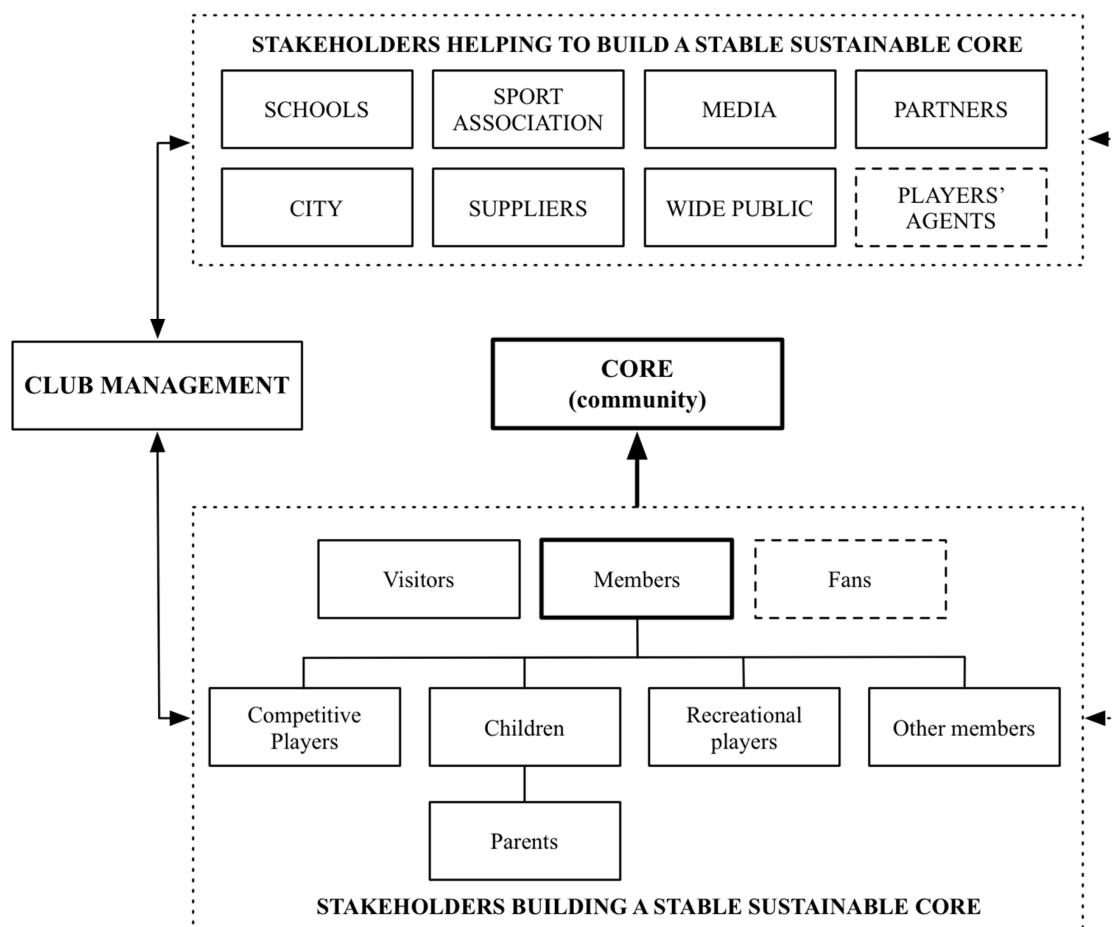 STAKEHOLDERS HELPING TO BUILD A STABLE SUSTAINABLE CORE
SCHOOLS
SPORT
ASSOCIATION
MEDIA
PARTNERS
CITY
SUPPLIERS
WIDE PUBLIC
PLAYERS’
AGENTS
CLUB MANAGEMENT
CORE
(community)
Visitors
Members
Fans
Competitive
Players
Children
Recreational
players
Other members
Parents
STAKEHOLDERS BUILDING A STABLE SUSTAINABLE CORE